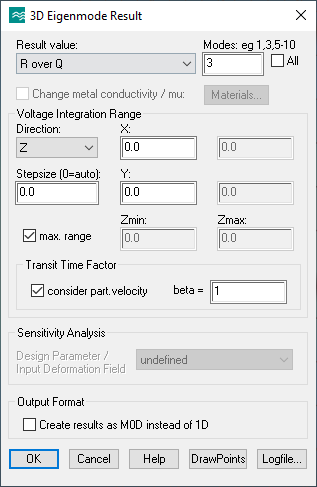 3D Eigenmode Result
Result value: Modes: eg 1,3,5-10
R over Q 3 All
Change metal conductivity / mu: Materials...
Voltage Integration Range
Direction: X:
Z 0.0 0.0
Stepsize (0=auto): Y:
0.0 0.0 0.0
Zmin: Zmax:
max. range 0.0 0.0
Transit Time Factor
consider part.velocity beta = 1
Sensitivity Analysis
Design Parameter / 
Input Deformation Field undefined
Output Format
Create results as M0D instead of 1D
OK Cancel Help DrawPoints Logfile...